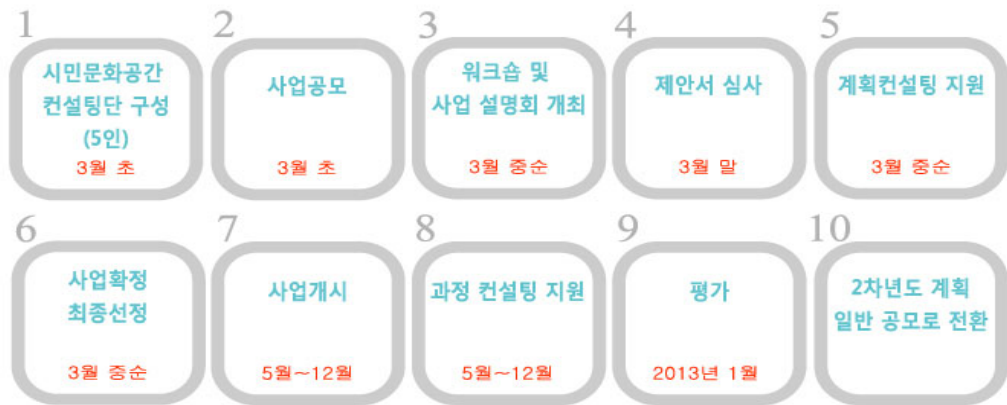 1
시민문화공간
컨설팅단 구성
(5인)
3월 초
2
사업공모
3월 초
3
워크숍 및
사업 설명회 개최
3월 중순
4
제안서 심사
3월 말
5
계획컨설팅 지원
3월 중순
6
사업확정
최종선정
3월 중순
7
사업개시
5월~12월
8
과정 컨설팅 지원
5월~12월
9
평가
2013년 1월
10
2차년도 계획
일반 공모로 전환